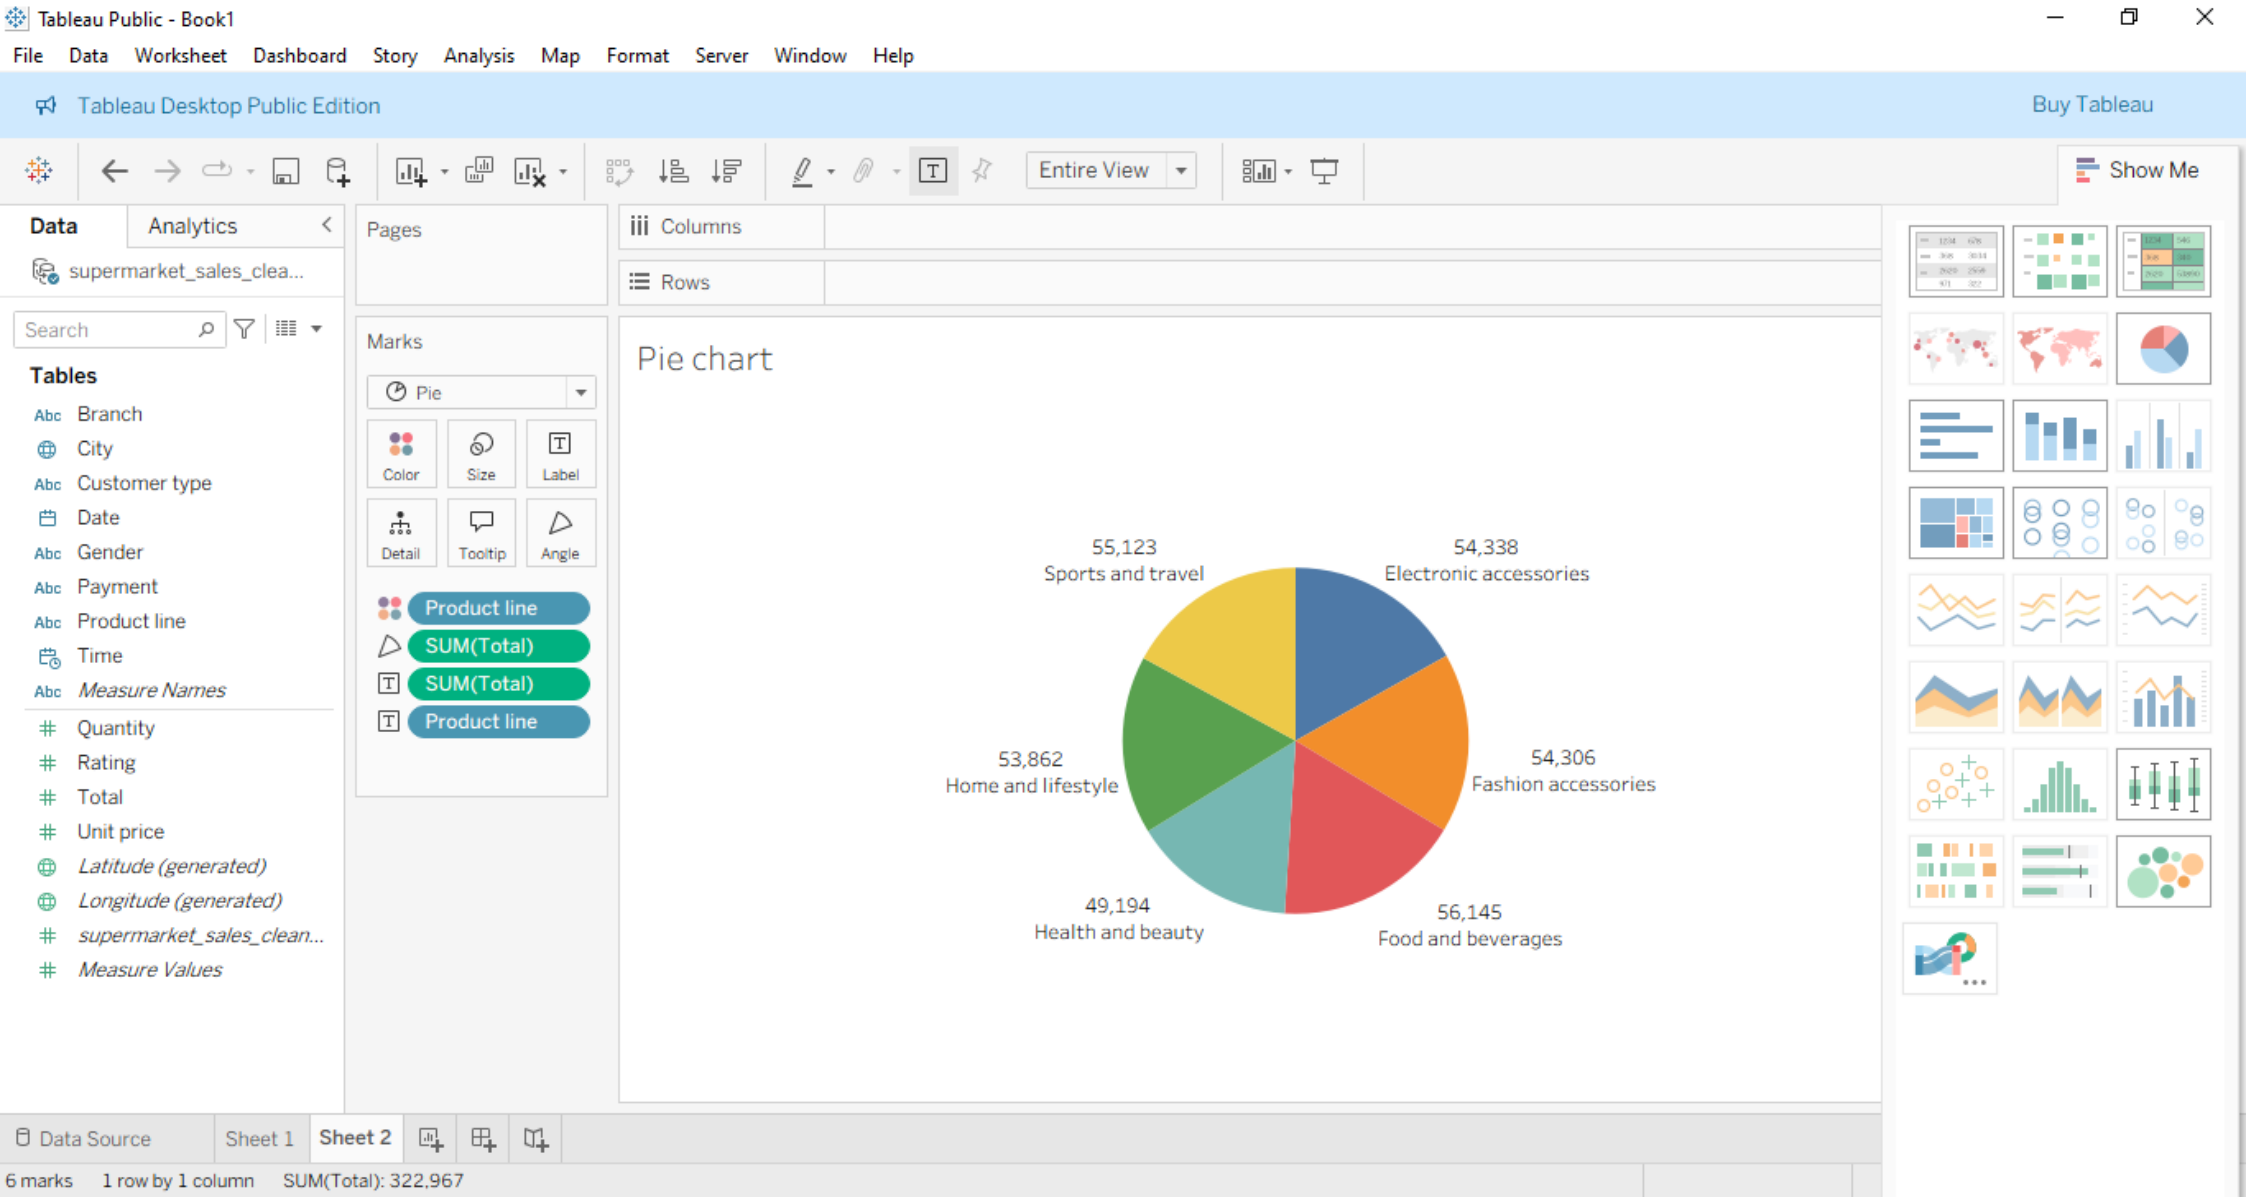 Tableau Public - Book1
File Data Worksheet Dashboard Story Analysis Map Format Server Window Help
Tableau Desktop Public Edition
Buy Tableau
Entire View
Show Me
Data
Analytics
supermarket_sales_clea...
Search
Tables
Abc Branch
City
Abc Customer type
Date
Abc Gender
Abc Payment
Abc Product line
Time
Abc Measure Names
Quantity
Rating
Total
Unit price
Latitude (generated)
Longitude (generated)
supermarket_sales_clean...
Measure Values
Pages
Marks
Pie
Color Size Label
Detail Tooltip Angle
Product line
SUM(Total)
SUM(Total)
Product line
Columns
Rows
Pie chart
55,123
Sports and travel
54,338
Electronic accessories
53,862
Home and lifestyle
54,306
Fashion accessories
49,194
Health and beauty
56,145
Food and beverages
Data Source
Sheet 1
Sheet 2
6 marks 1 row by 1 column SUM(Total): 322,967